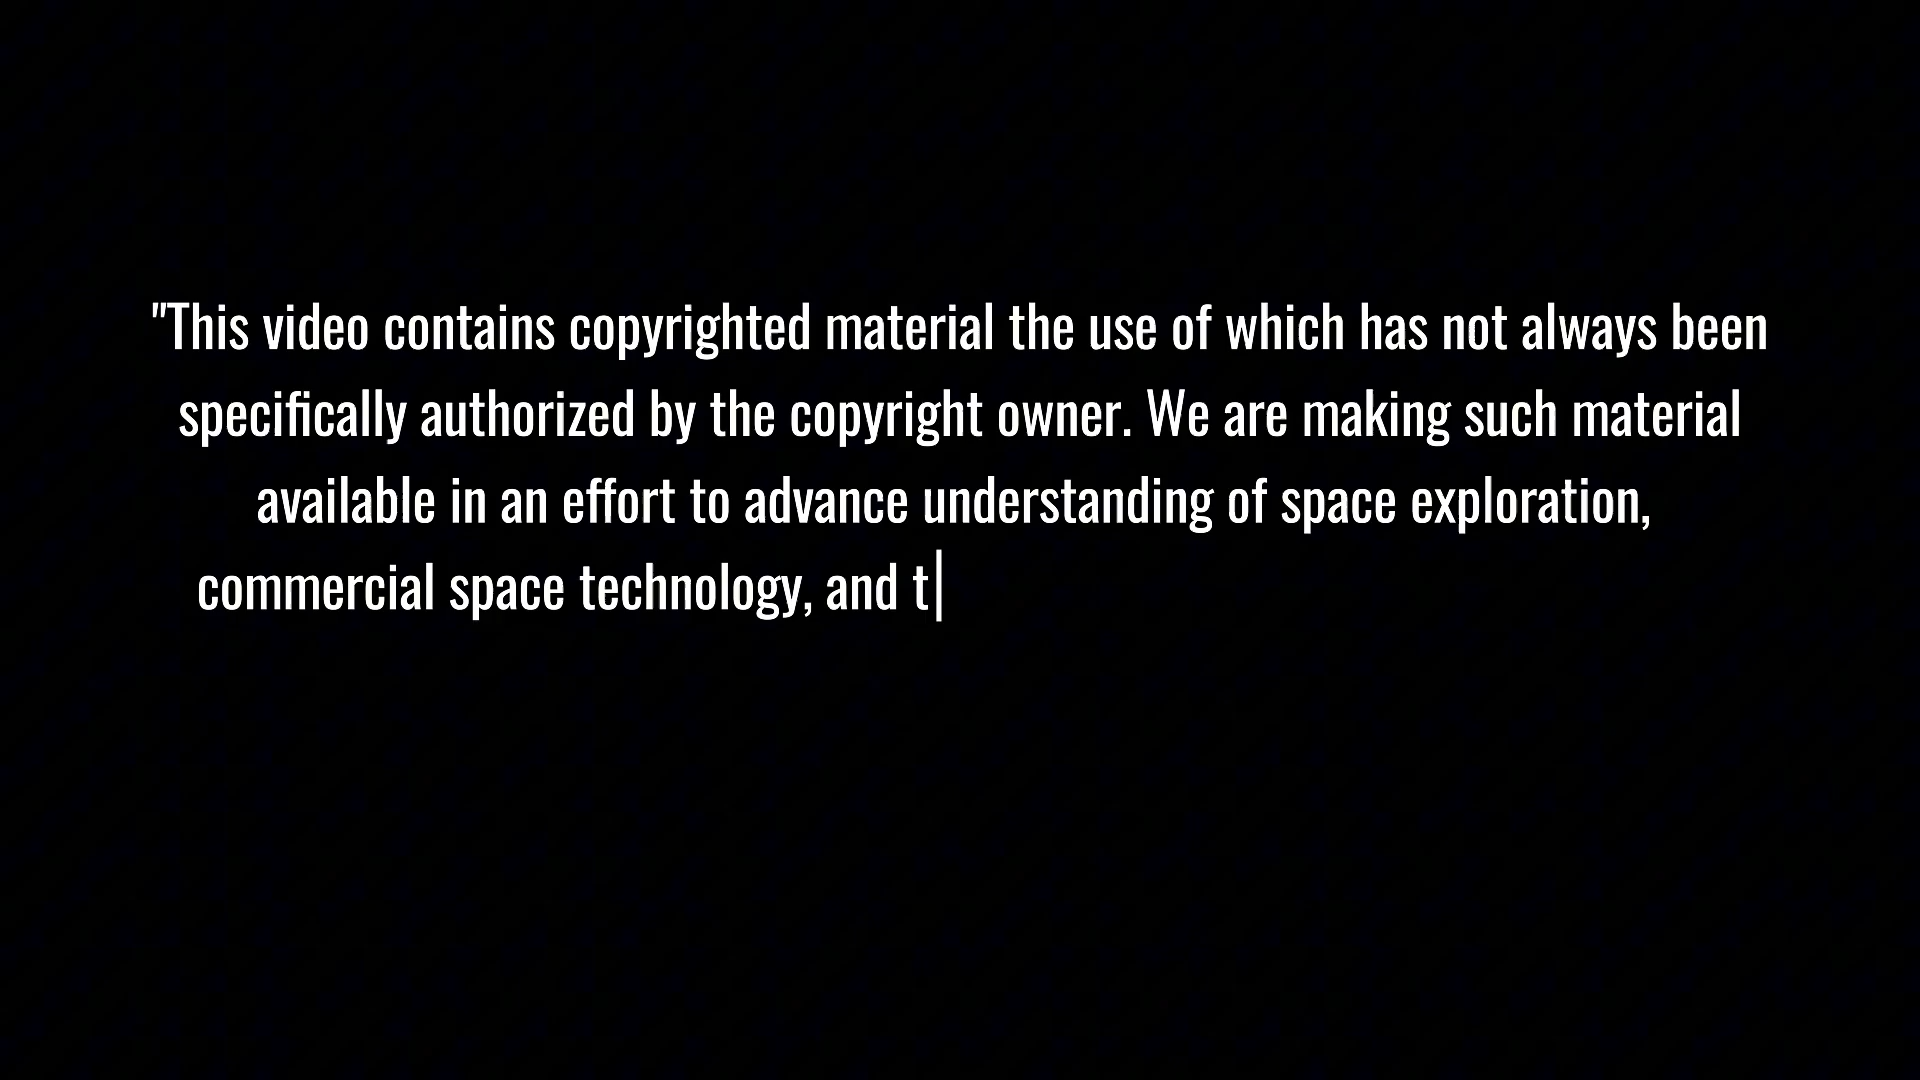 "This video contains copyrighted material the use of which has not always been
specifically authorized by the copyright owner. We are making such material
available in an effort to advance understanding of space exploration,
commercial space technology, and t